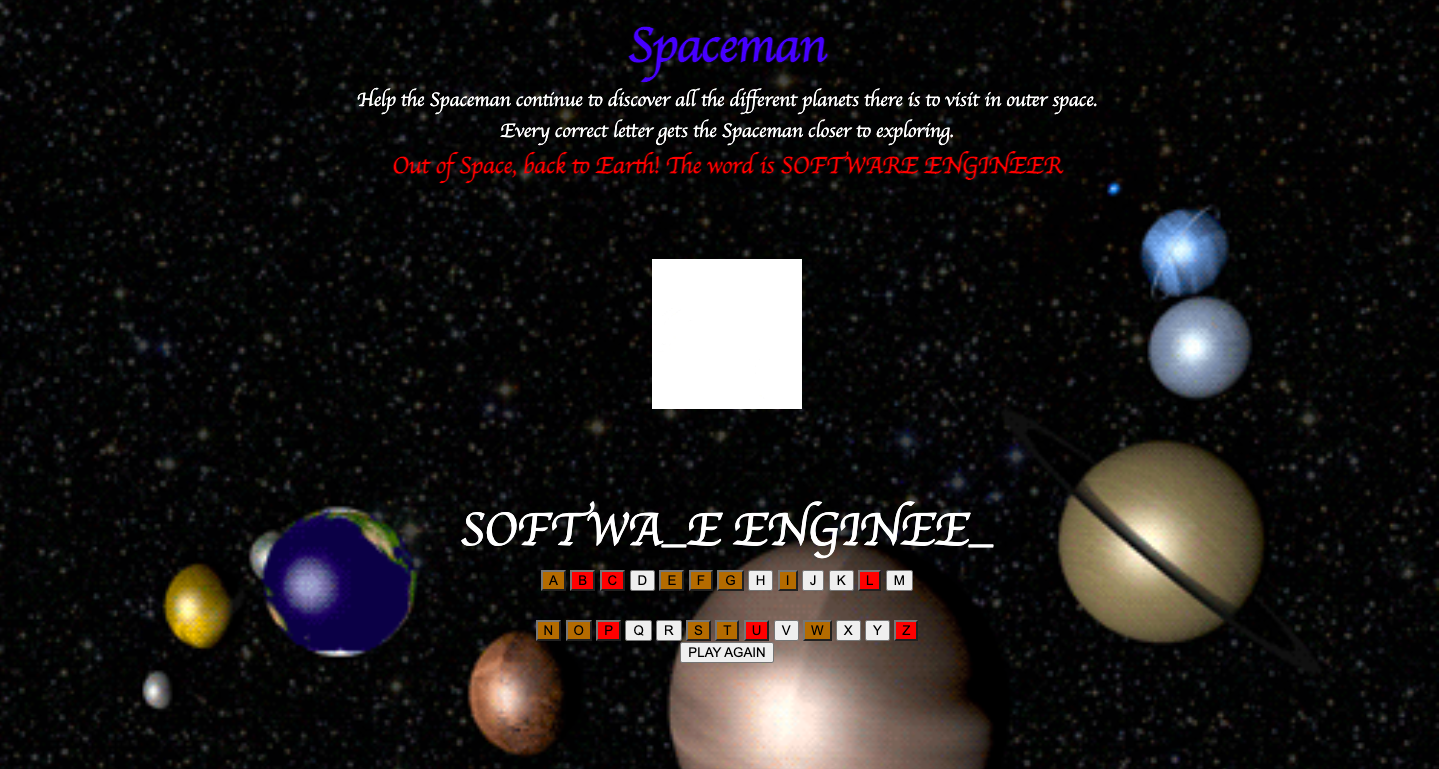 Spaceman
Help the Spaceman continue to discover all the different planets there is to visit in outer space.
Every correct letter gets the Spaceman closer to exploring.
Out of Space, back to Earth! The word is SOFTWARE ENGINEER
SOFTWA_E ENGINEE_
A B C D E F G H I J K L M
N O P Q R S T U V W X Y Z
PLAY AGAIN